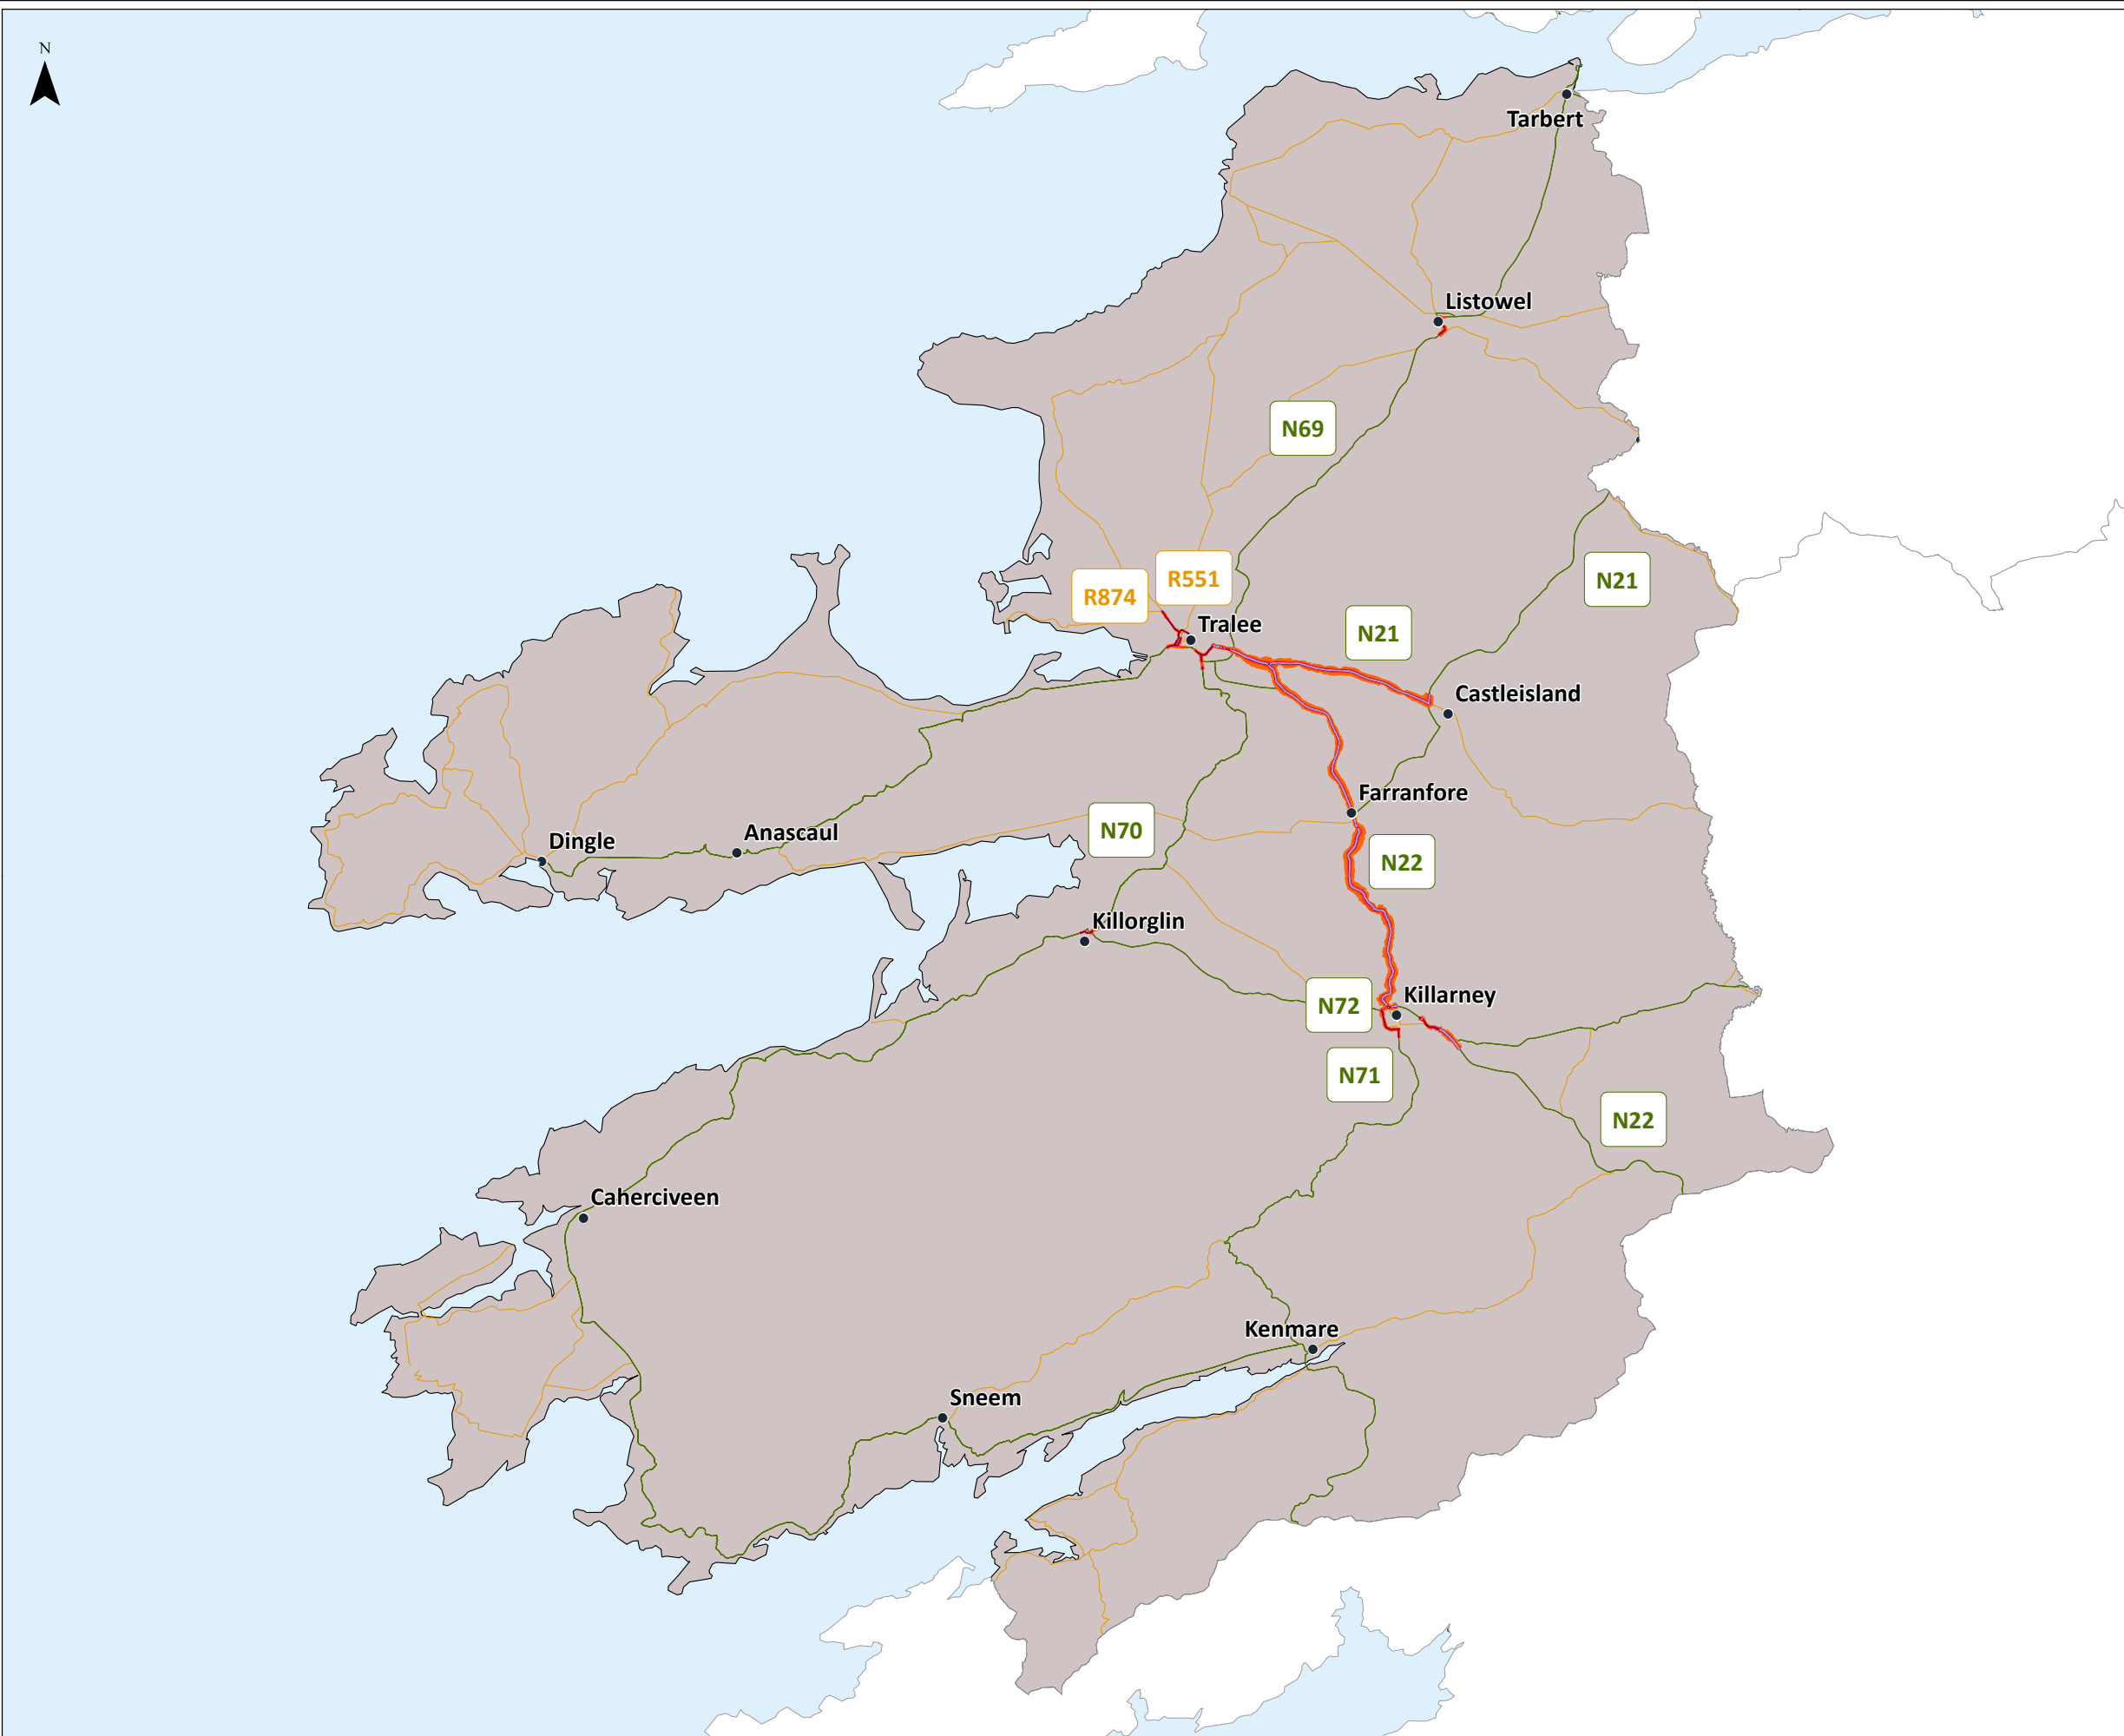 N
Tarbert
Listowel
N69
N21
R551
R874
Tralee
N21
Castleisland
Farranfore
N70
Anascaul
Dingle
N22
Killorglin
Killarney
N72
N71
N22
Caherciveen
Kenmare
Sneem